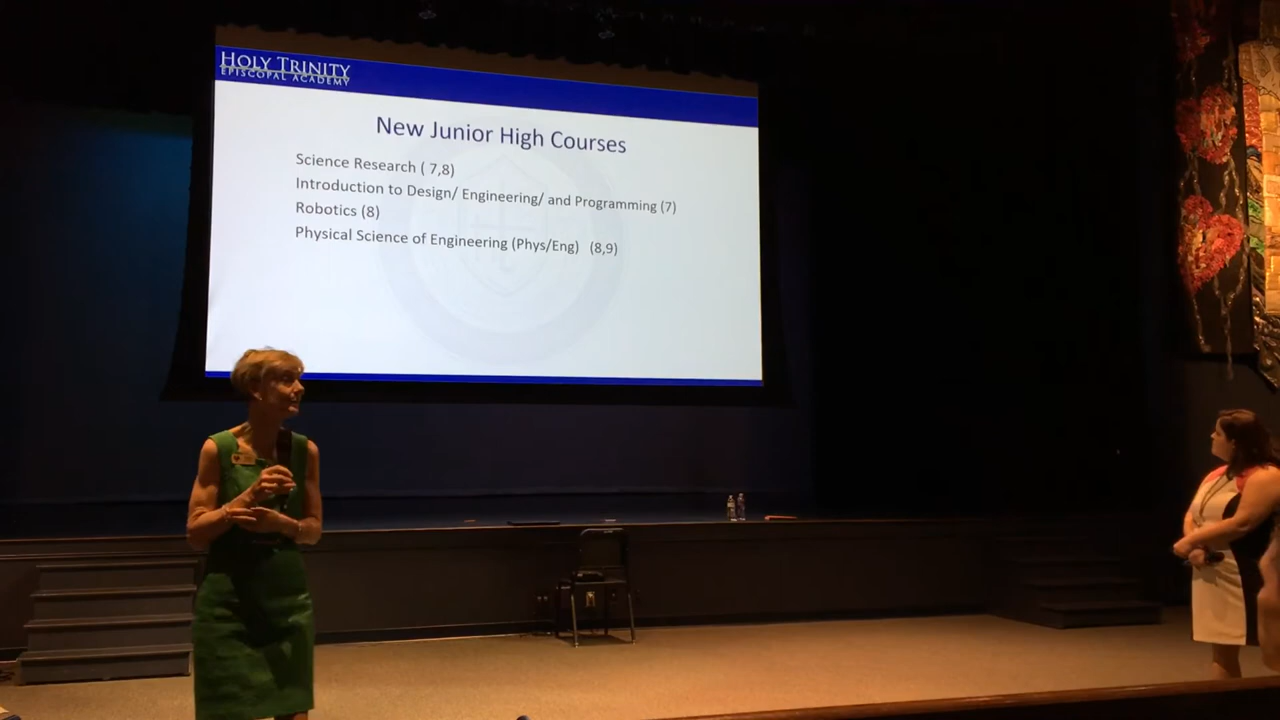 HOLY TRINITY
EPISCOPAL ACADEMY
New Junior High Courses
Science Research ( 7,8)
Introduction to Design/ Engineering/ and Programming (7)
Robotics (8)
Physical Science of Engineering (Phys/Eng) (8,9)